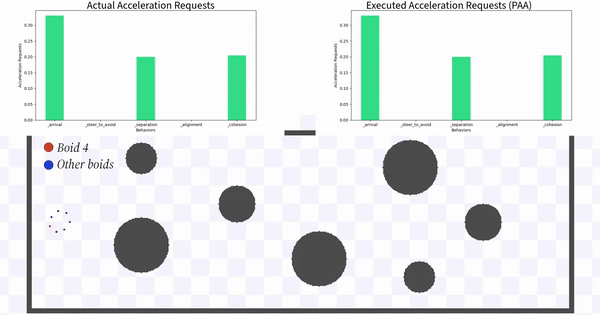 Actual Acceleration Requests
Acceleration Requests
0.30
0.25
0.20
0.15
0.10
0.05
0.00
_arrival _steer_to_avoid _separation _alignment _cohesion
Behaviors
Executed Acceleration Requests (PAA)
Acceleration Requests
0.30
0.25
0.20
0.15
0.10
0.05
0.00
_arrival _steer_to_avoid _separation _alignment _cohesion
Behaviors
Boid 4
Other boids